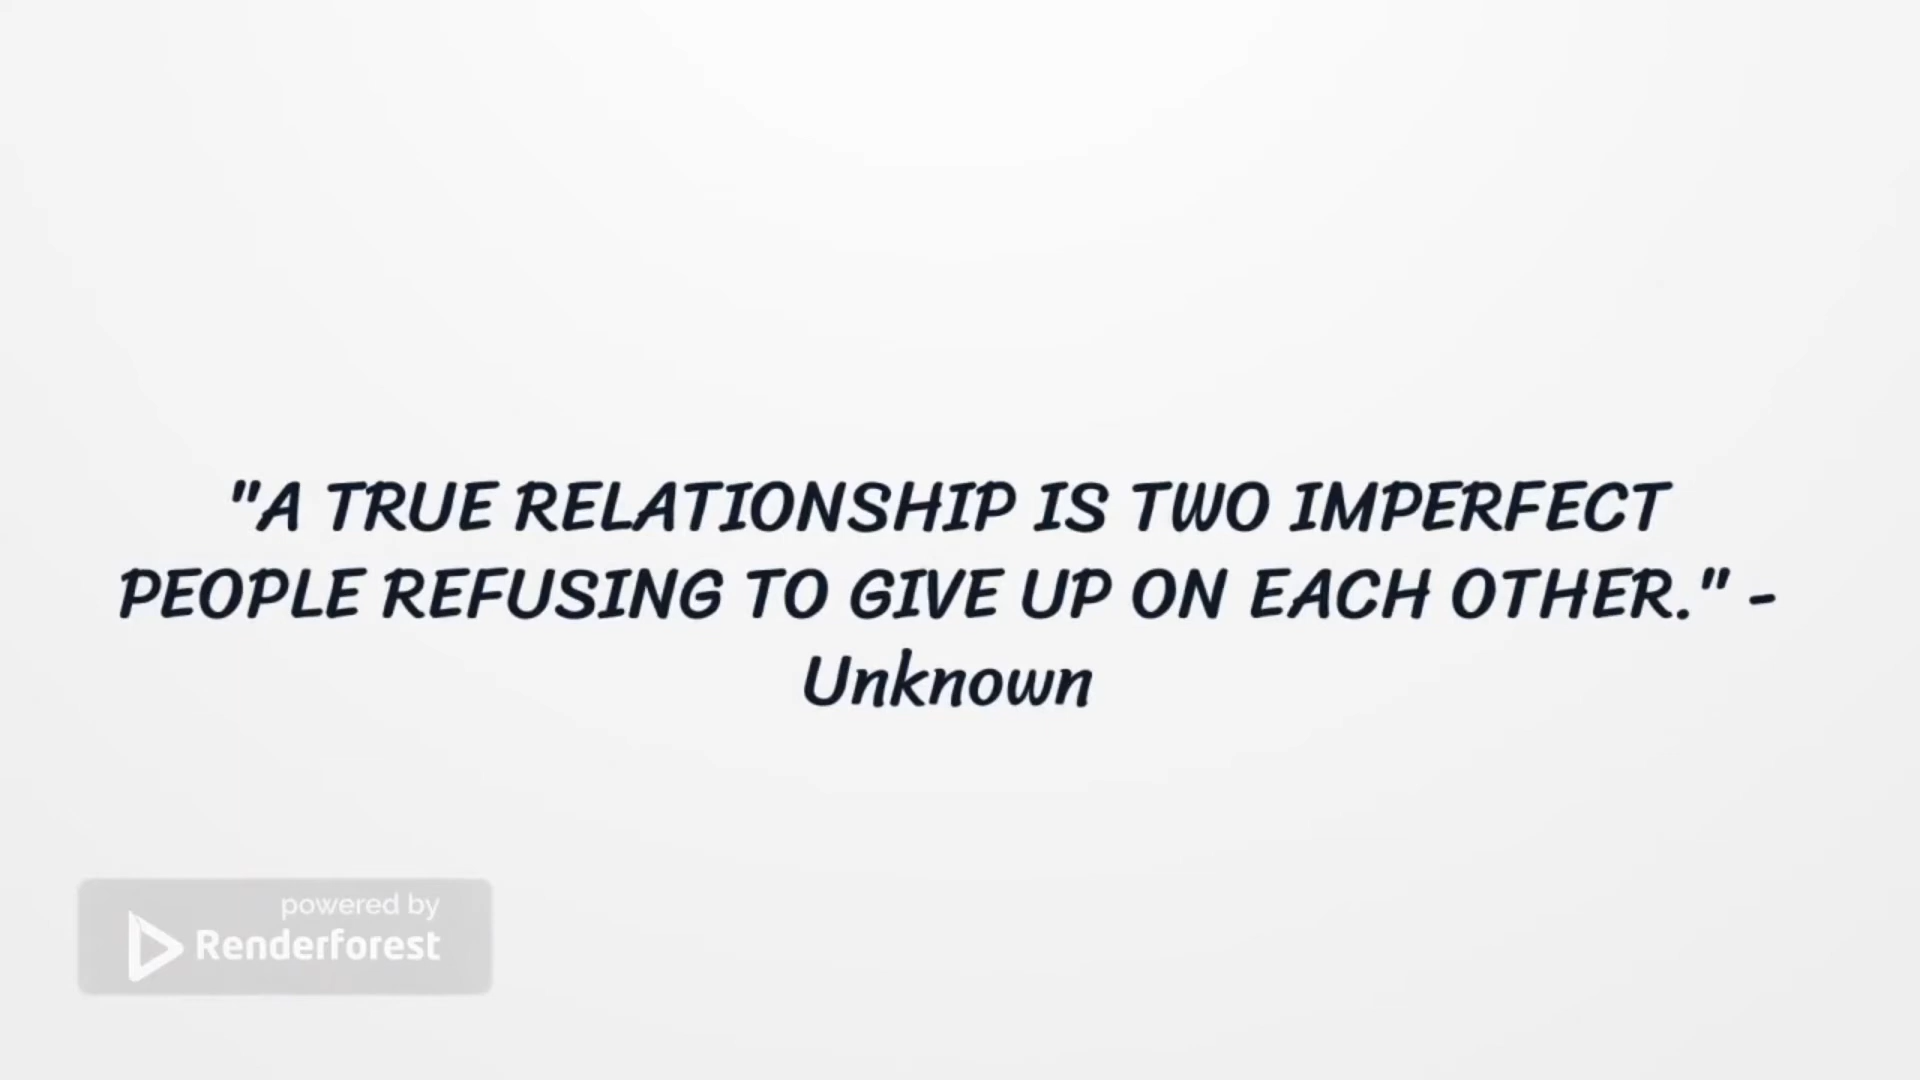 "A TRUE RELATIONSHIP IS TWO IMPERFECT
PEOPLE REFUSING TO GIVE UP ON EACH OTHER." -
Unknown
powered by
Renderforest